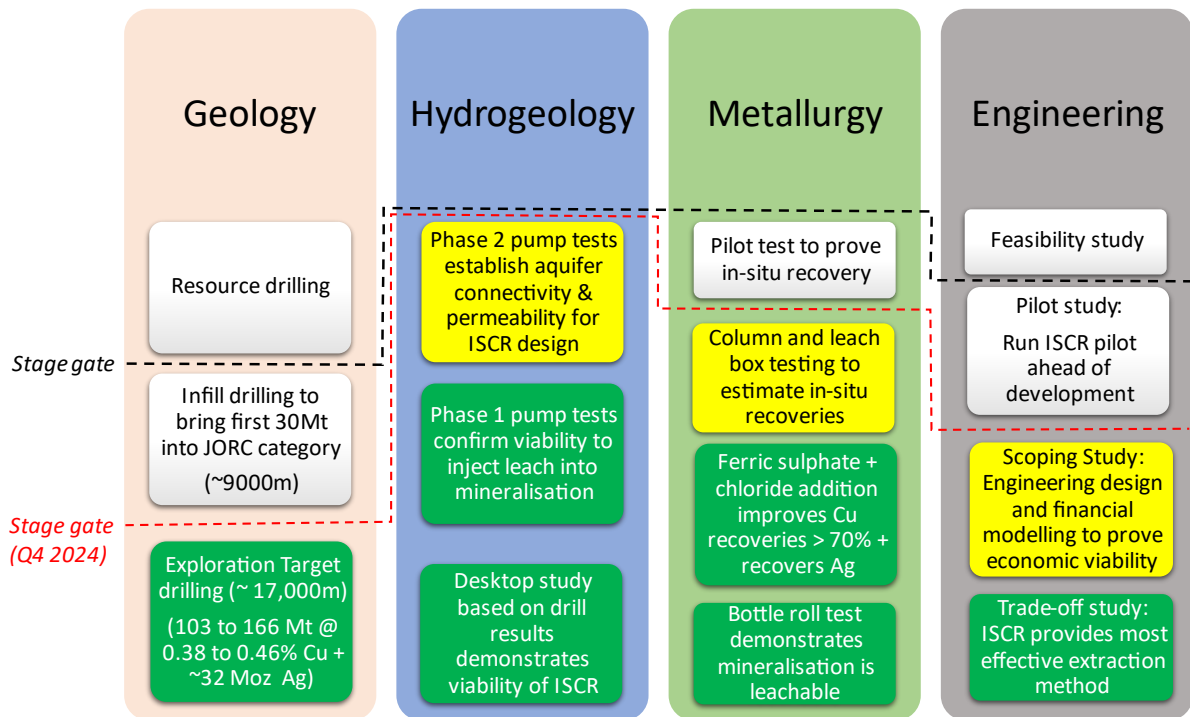 Geology
Hydrogeology
Metallurgy
Engineering
Resource drilling
Stage gate
Infill drilling to
bring first 30Mt
into JORC category
(~9000m)
Stage gate
(Q4 2024)
Exploration Target
drilling (~ 17,000m)
(103 to 166 Mt @
0.38 to 0.46% Cu +
~32 Moz Ag)
Phase 2 pump tests
establish aquifer
connectivity &
permeability for
ISCR design
Phase 1 pump tests
confirm viability to
inject leach into
mineralisation
Desktop study
based on drill
results
demonstrates
viability of ISCR
Pilot test to prove
in-situ recovery
Column and leach
box testing to
estimate in-situ
recoveries
Ferric sulphate +
chloride addition
improves Cu
recoveries > 70% +
recovers Ag
Bottle roll test
demonstrates
mineralisation is
leachable
Feasibility study
Pilot study:
Run ISCR pilot
ahead of
development
Scoping Study:
Engineering design
and financial
modelling to prove
economic viability
Trade-off study:
ISCR provides most
effective extraction
method